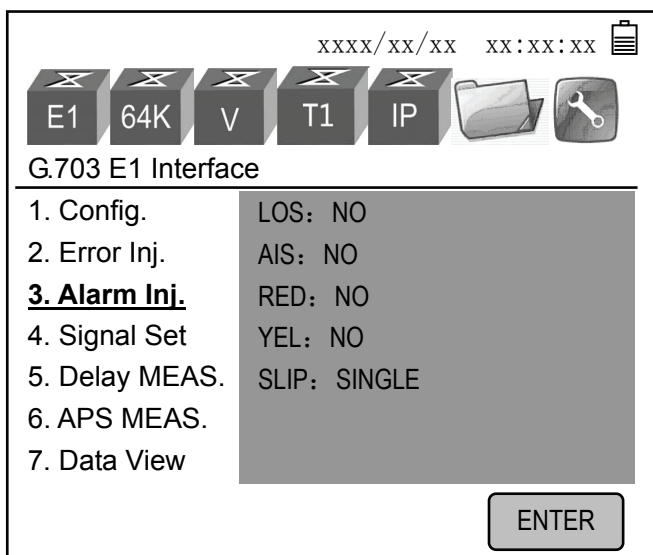 xxxx/xx/xx xx:xx:xx
E1 64K V T1 IP
G.703 E1 Interface
1. Config.
2. Error Inj.
3. Alarm Inj.
4. Signal Set
5. Delay MEAS.
6. APS MEAS.
7. Data View
LOS：NO
AIS：NO
RED：NO
YEL：NO
SLIP：SINGLE
ENTER